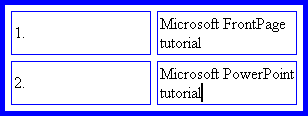 1.
Microsoft FrontPage
tutorial
2.
Microsoft PowerPoint
tutorial